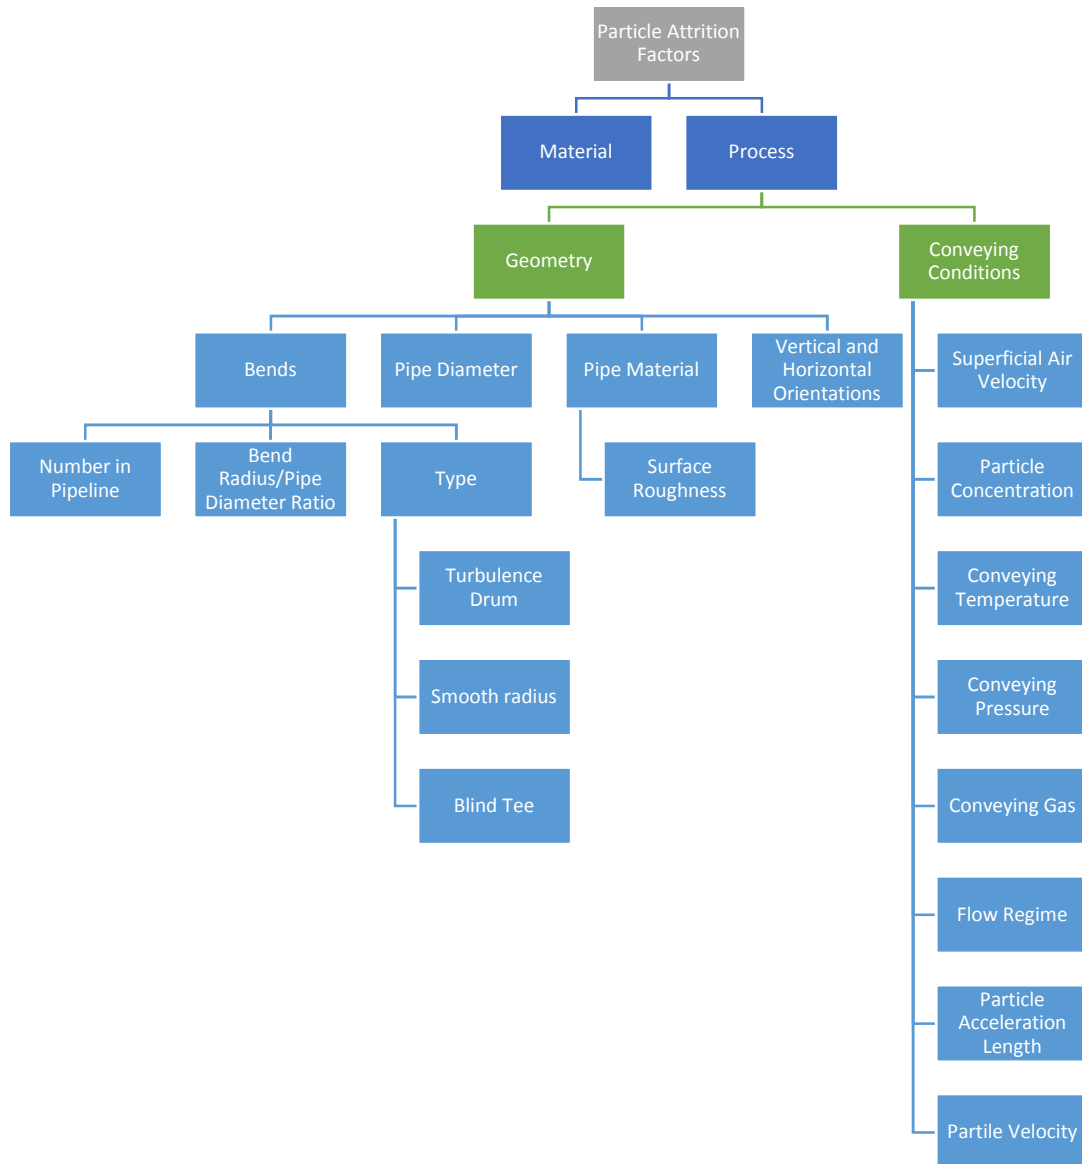 Particle Attrition
Factors
Material
Process
Geometry
Conveying
Conditions
Bends
Pipe Diameter
Pipe Material
Vertical and
Horizontal
Orientations
Superficial Air
Velocity
Number in
Pipeline
Bend
Radius/Pipe
Diameter Ratio
Type
Surface
Roughness
Particle
Concentration
Turbulence
Drum
Conveying
Temperature
Smooth radius
Conveying
Pressure
Blind Tee
Conveying Gas
Flow Regime
Particle
Acceleration
Length
Partile Velocity